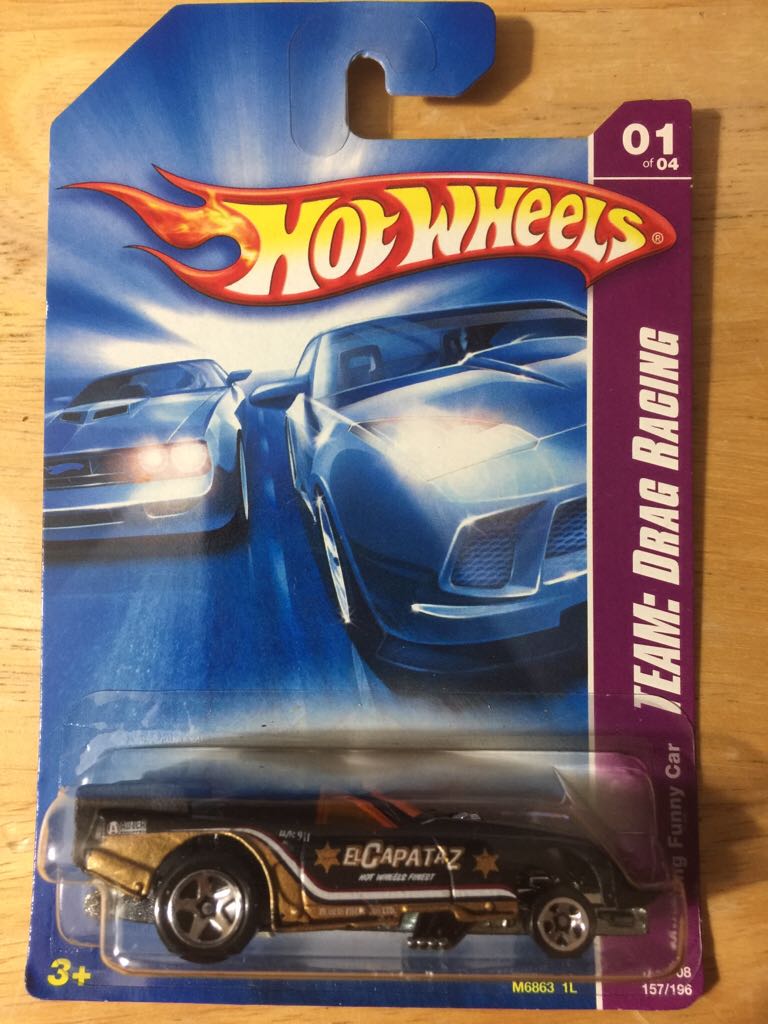 01
of 04
HOT WHEELS®
TEAM: DRAG RACING
Funny Car
EL CAPATAZ
HOT WHEELS FINEST
3+
M6863 1L
157/196